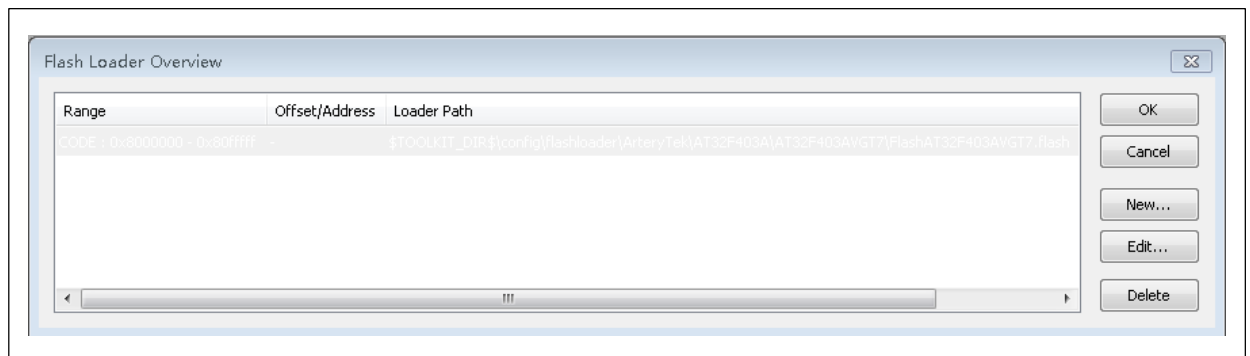 Flash Loader Overview
Range Offset/Address Loader Path OK
CODE : 0x8000000 - 0x80fffff - $TOOLKIT_DIR$\config\flashloader\ArteryTek\AT32F403A\AT32F403AVGT7\FlashAT32F403AVGT7.flash
Cancel
New...
Edit...
Delete